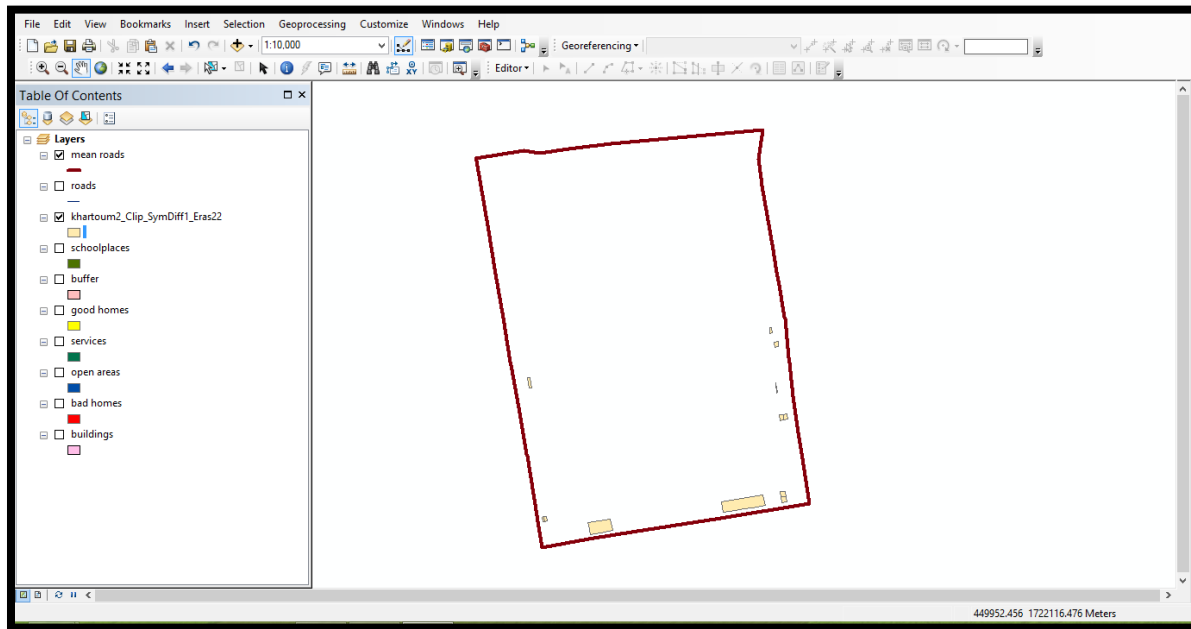 File Edit View Bookmarks Insert Selection Geoprocessing Customize Windows Help
1:10,000 Georeferencing
Editor
Table Of Contents
Layers
mean roads
roads
khartoum2_Clip_SymDiff1_Eras22
schoolplaces
buffer
good homes
services
open areas
bad homes
buildings
449952.456 1722116.476 Meters